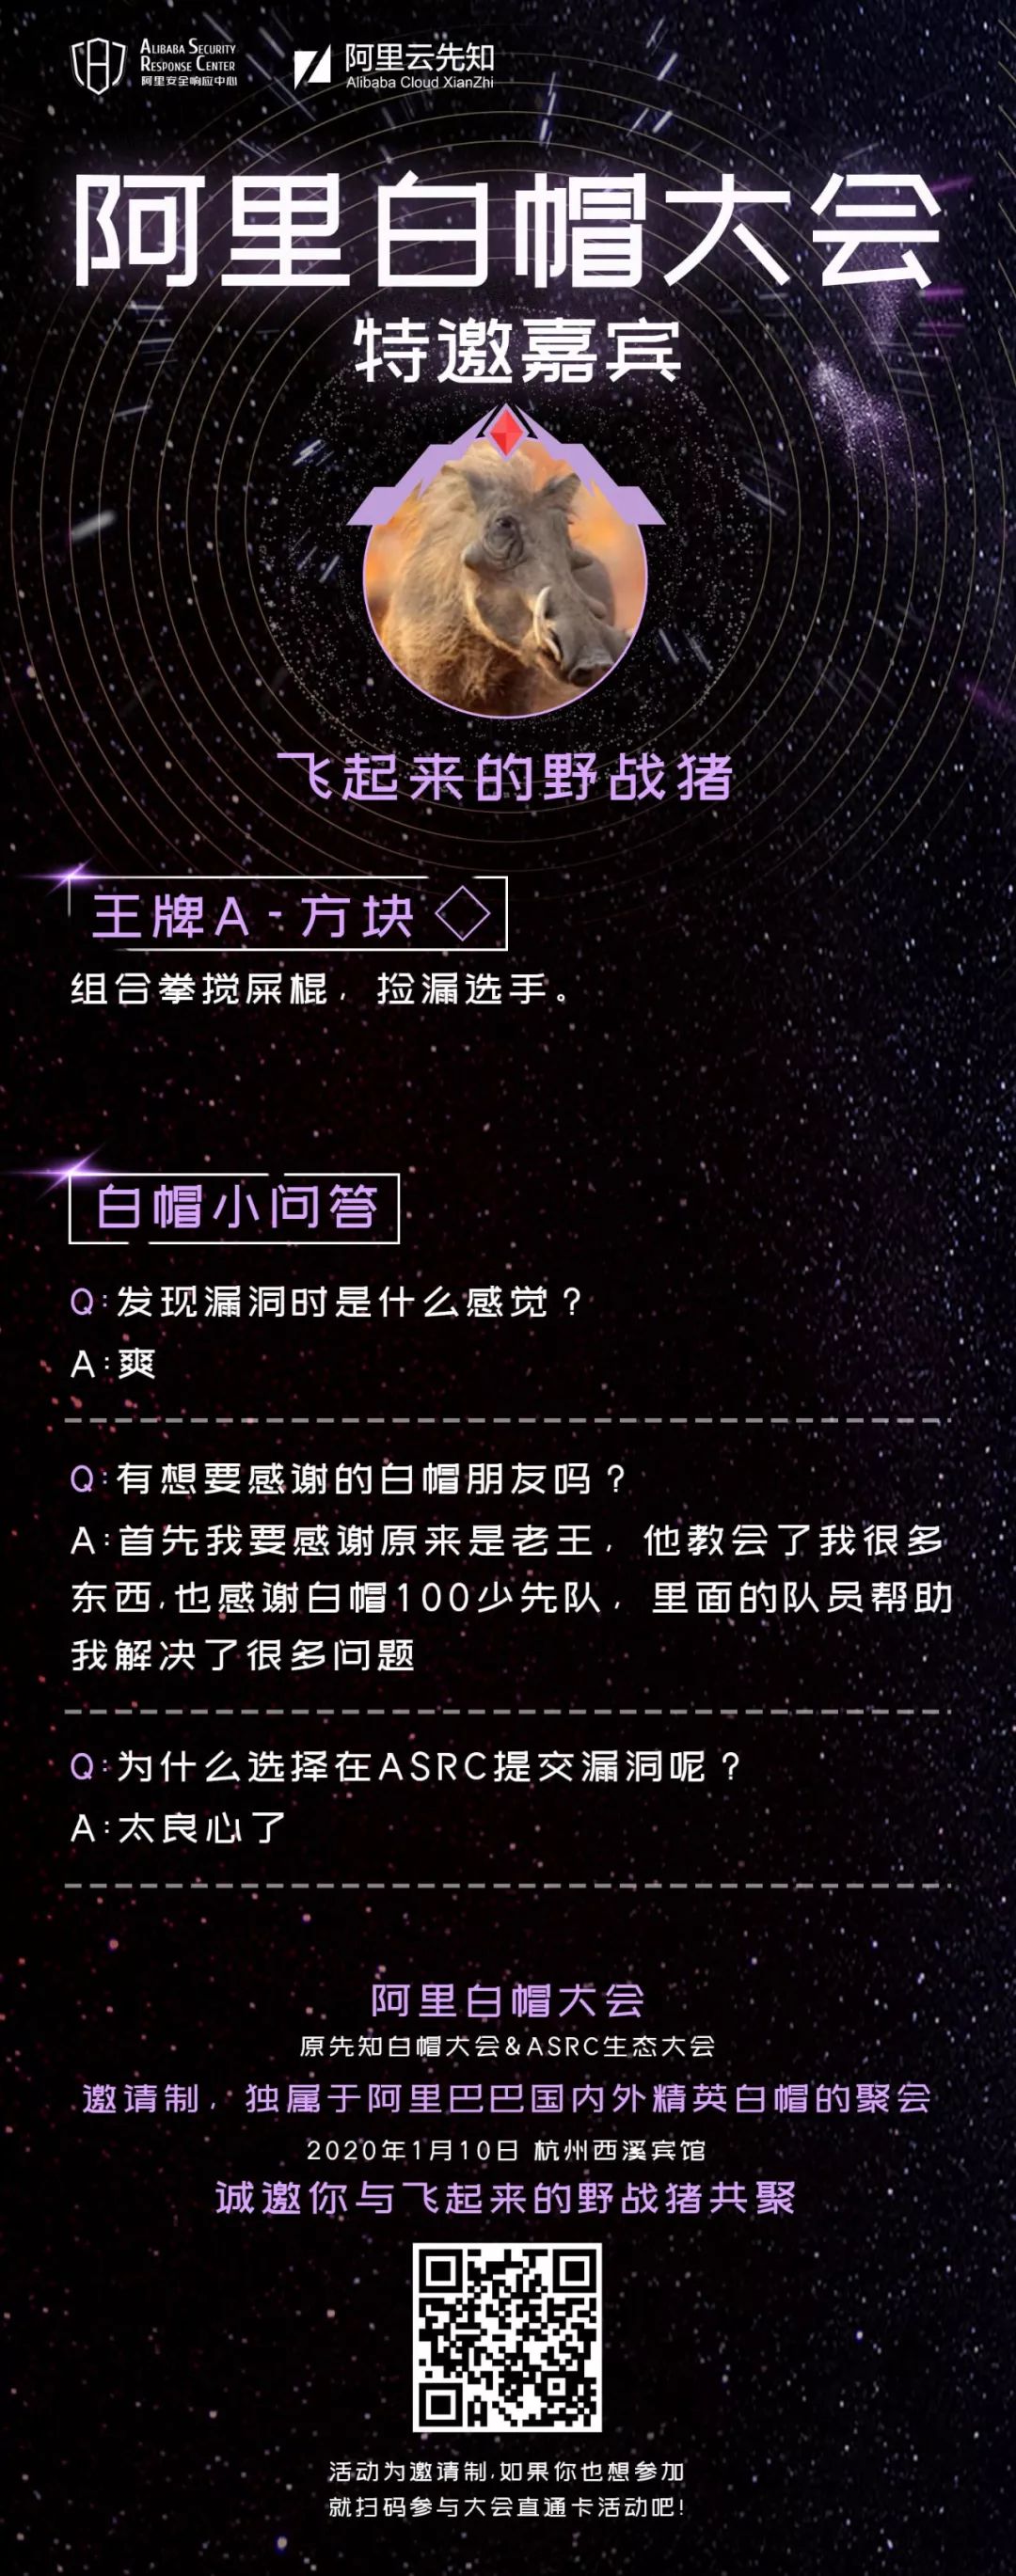 ALIBABA SECURITY
RESPONSE CENTER
阿里安全响应中心
阿里云先知
Alibaba Cloud XianZhi
阿里白帽大会
特邀嘉宾
飞起来的野战猪
王牌A-方块
组合拳搅屎棍，捡漏选手。
白帽小问答
Q:发现漏洞时是什么感觉？
A:爽
Q:有想要感谢的白帽朋友吗？
A:首先我要感谢原来是老王，他教会了我很多
东西,也感谢白帽100少先队，里面的队员帮助
我解决了很多问题
Q:为什么选择在ASRC提交漏洞呢？
A:太良心了
阿里白帽大会
原先知白帽大会&ASRC生态大会
邀请制，独属于阿里巴巴国内外精英白帽的聚会
2020年1月10日 杭州西溪宾馆
诚邀你与飞起来的野战猪共聚
活动为邀请制,如果你也想参加
就扫码参与大会直通卡活动吧!